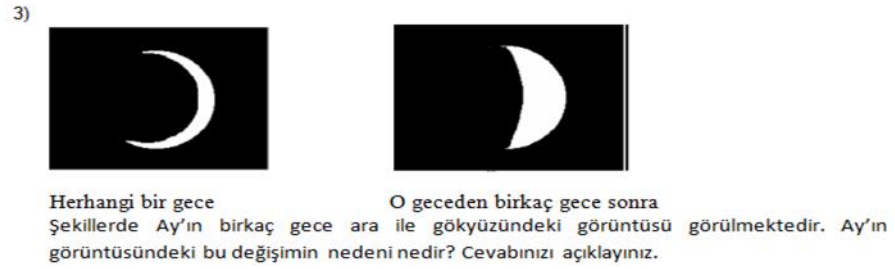 3)
Herhangi bir gece O geceden birkaç gece sonra
Şekillerde Ay'ın birkaç gece ara ile gökyüzündeki görüntüsü görülmektedir. Ay'ın
görüntüsündeki bu değişimin nedeni nedir? Cevabınızı açıklayınız.